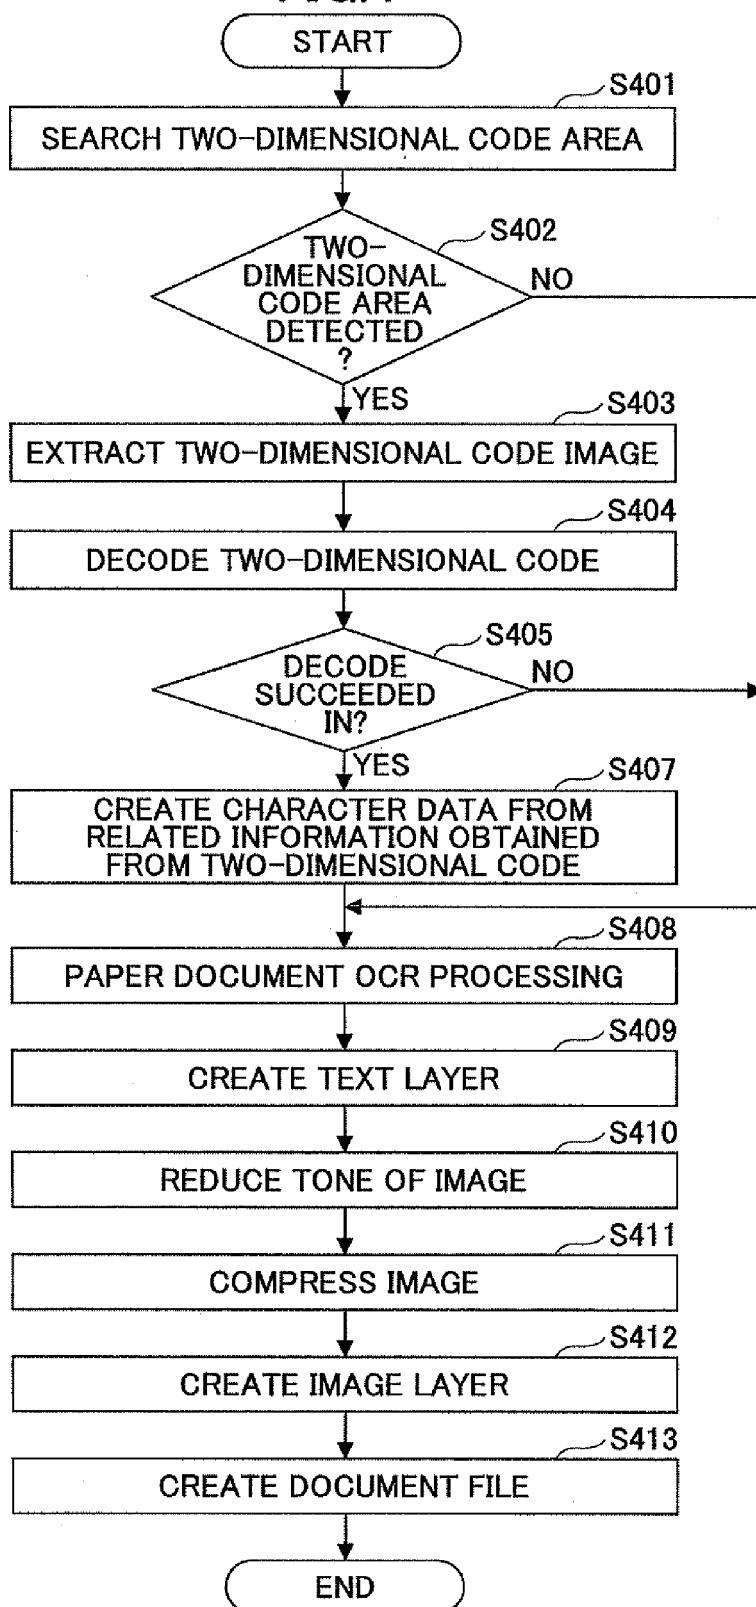 START
S401
SEARCH TWO-DIMENSIONAL CODE AREA
S402
TWO-
DIMENSIONAL
CODE AREA
DETECTED
?
NO
YES
S403
EXTRACT TWO-DIMENSIONAL CODE IMAGE
S404
DECODE TWO-DIMENSIONAL CODE
S405
DECODE
SUCCEEDED
IN?
NO
YES
S407
CREATE CHARACTER DATA FROM
RELATED INFORMATION OBTAINED
FROM TWO-DIMENSIONAL CODE
S408
PAPER DOCUMENT OCR PROCESSING
S409
CREATE TEXT LAYER
S410
REDUCE TONE OF IMAGE
S411
COMPRESS IMAGE
S412
CREATE IMAGE LAYER
S413
CREATE DOCUMENT FILE
END